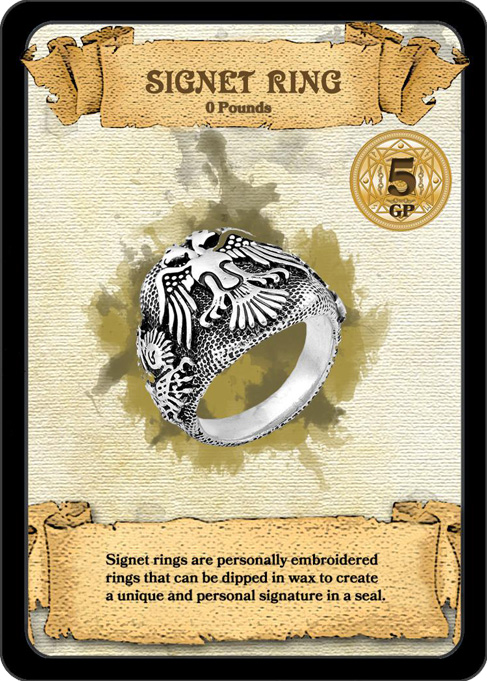 SIGNET RING
0 Pounds
5
GP
Signet rings are personally embroidered
rings that can be dipped in wax to create
a unique and personal signature in a seal.